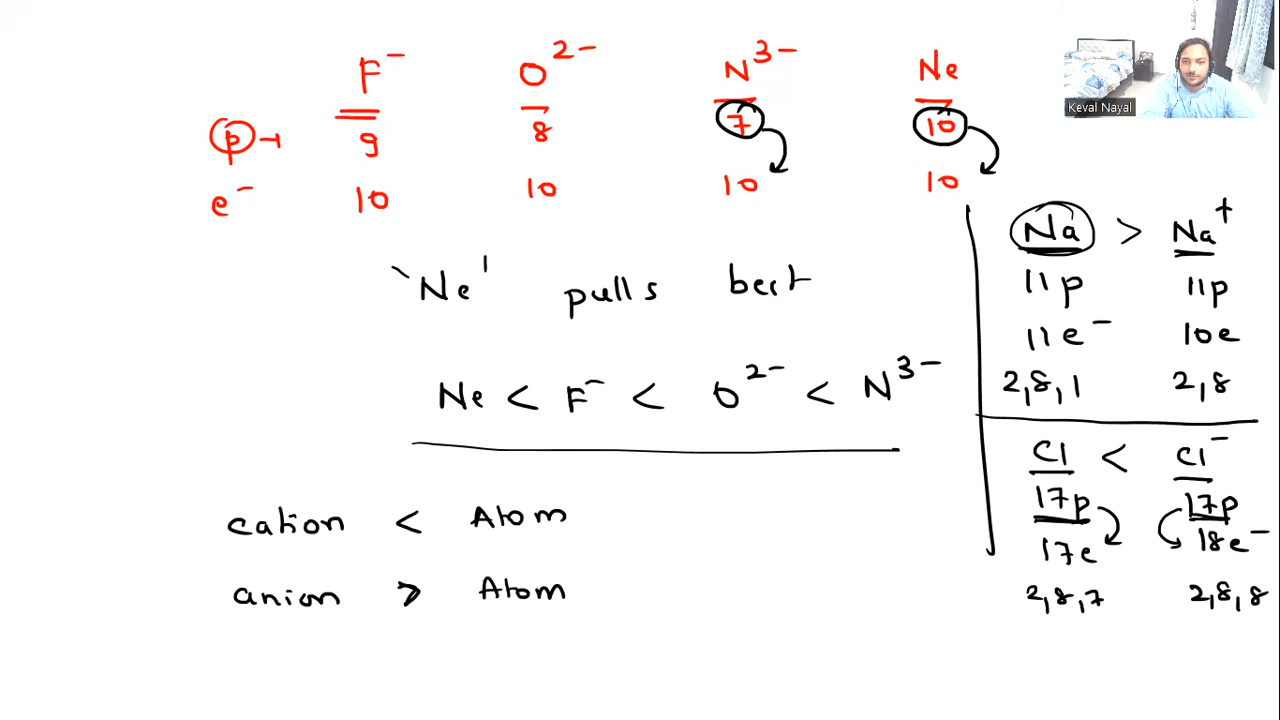 F⁻ O²⁻ N³⁻ Ne
p → 9 8 7 10
e⁻ 10 10 10 10
'Ne' pulls best
Ne < F⁻ < O²⁻ < N³⁻
cation < Atom
anion > Atom
Na > Na⁺
11p 11p
11e⁻ 10e
2,8,1 2,8
Cl < Cl⁻
17p 17p
17e 18e⁻
2,8,7 2,8,8
Keval Nayal